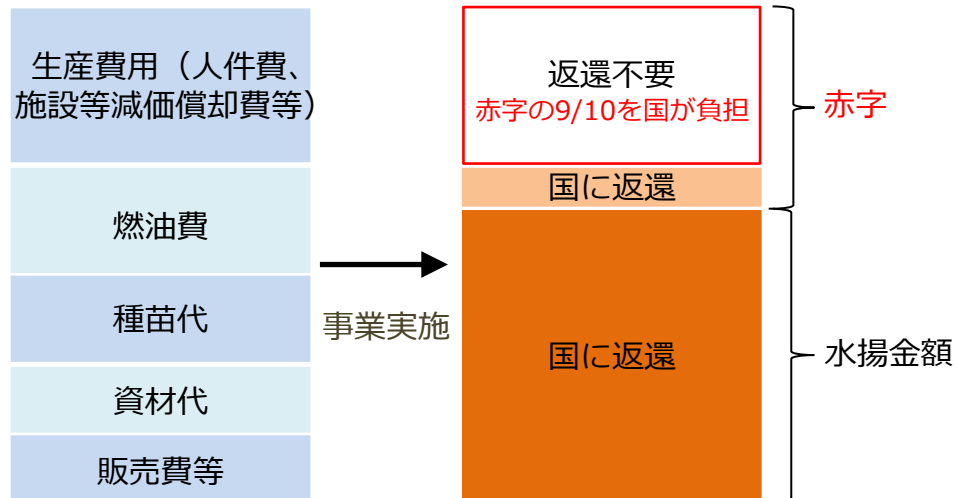 生産費用（人件費、
施設等減価償却費等）
燃油費
種苗代
資材代
販売費等
事業実施
返還不要
赤字の9/10を国が負担
国に返還
国に返還
赤字
水揚金額